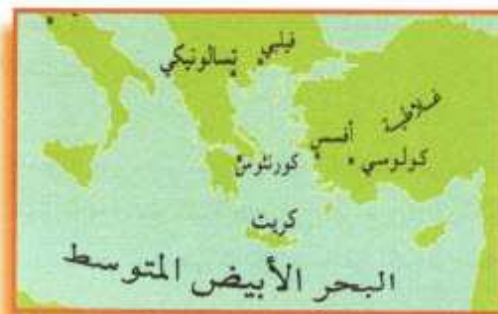 فيلبي
تسالونيكي
غلاطية
أفسس
كولوسي
كورنثوس
كريت
البحر الأبيض المتوسط